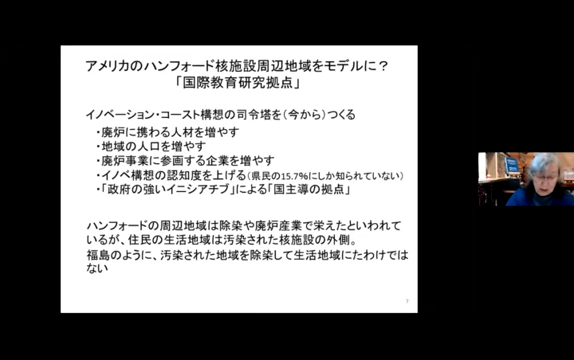 アメリカのハンフォード核施設周辺地域をモデルに？
「国際教育研究拠点」
イノベーション・コースト構想の司令塔を（今から）つくる
・廃炉に携わる人材を増やす
・地域の人口を増やす
・廃炉事業に参画する企業を増やす
・イノベ構想の認知度を上げる（県民の15.7％にしか知られていない）
・「政府の強いイニシアチブ」による「国主導の拠点」
ハンフォードの周辺地域は除染や廃炉産業で栄えたといわれて
いるが、住民の生活地域は汚染された核施設の外側。
福島のように、汚染された地域を除染して生活地域にたわけでは
ない
7